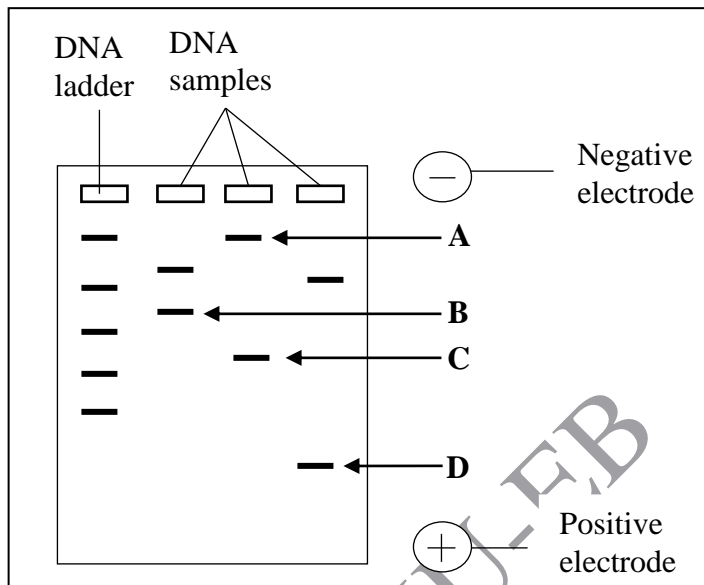 DNA
ladder
DNA
samples
−
Negative
electrode
A
B
C
D
+
Positive
electrode